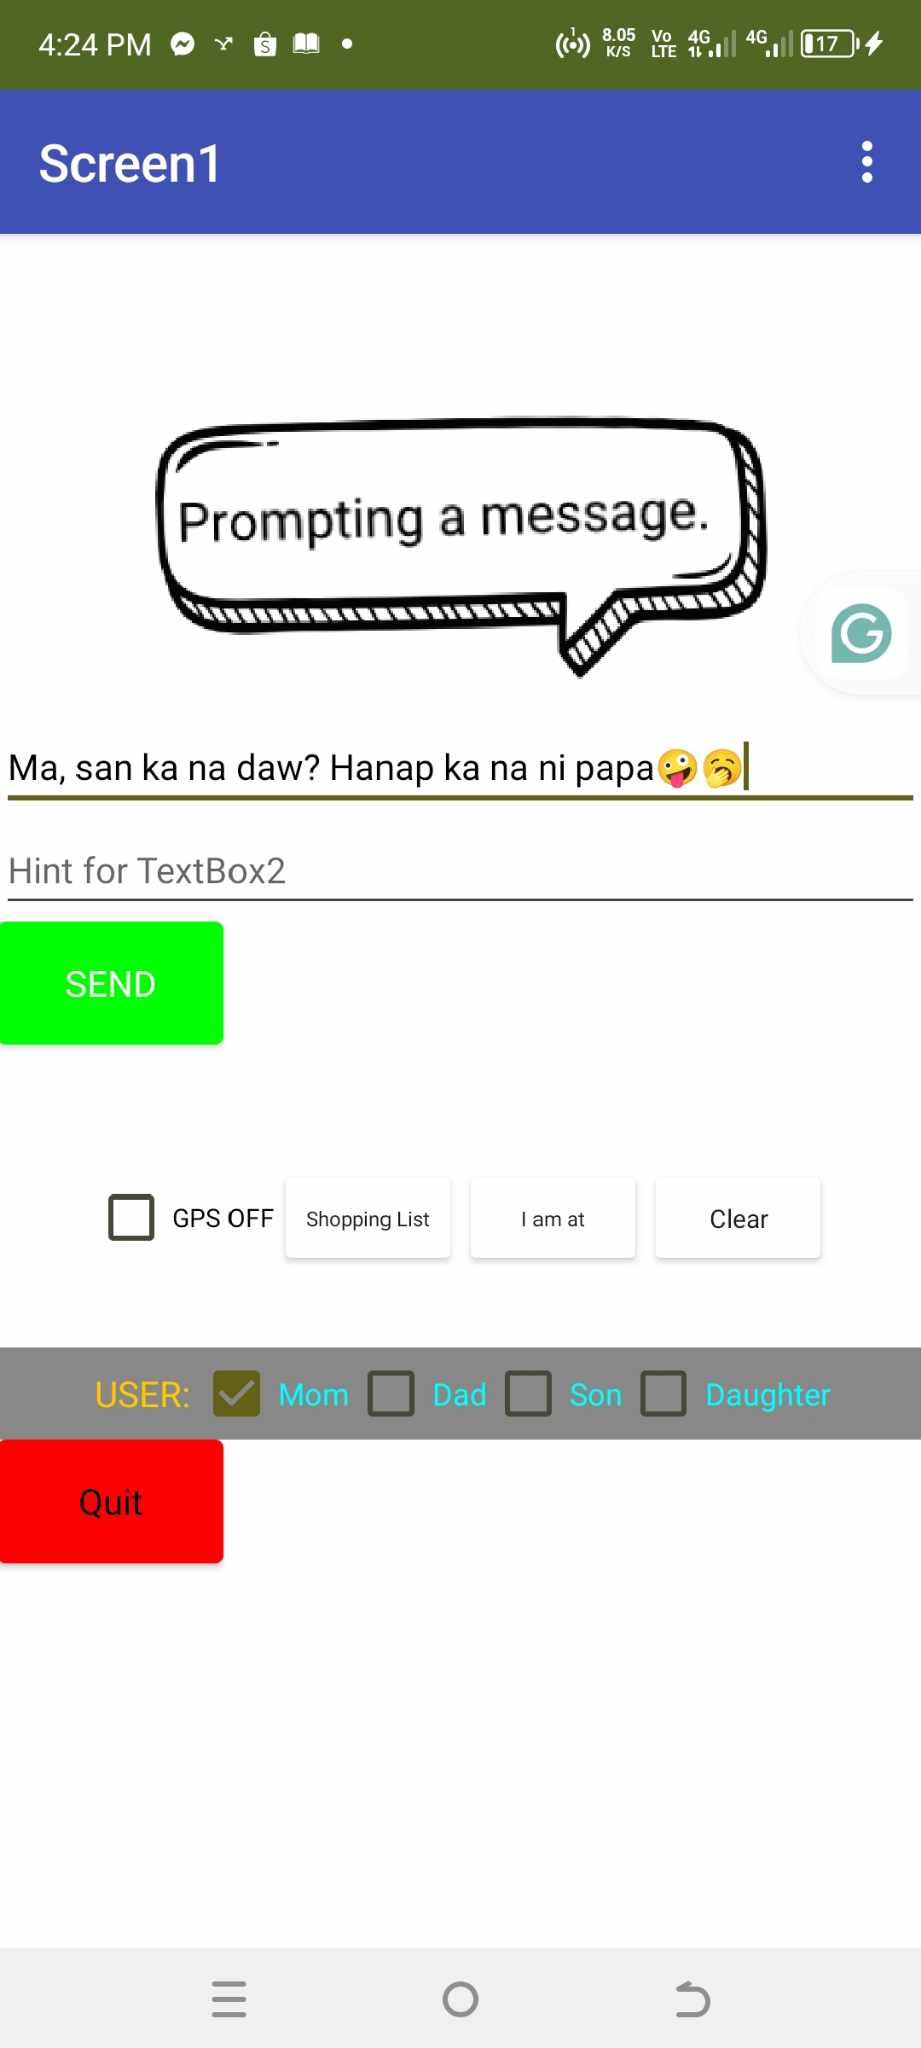 4:24 PM 8.05 K/S Vo LTE 4G 4G 17
Screen1
Prompting a message.
Ma, san ka na daw? Hanap ka na ni papa🤪🥱
Hint for TextBox2
SEND
GPS OFF Shopping List I am at Clear
USER: Mom Dad Son Daughter
Quit